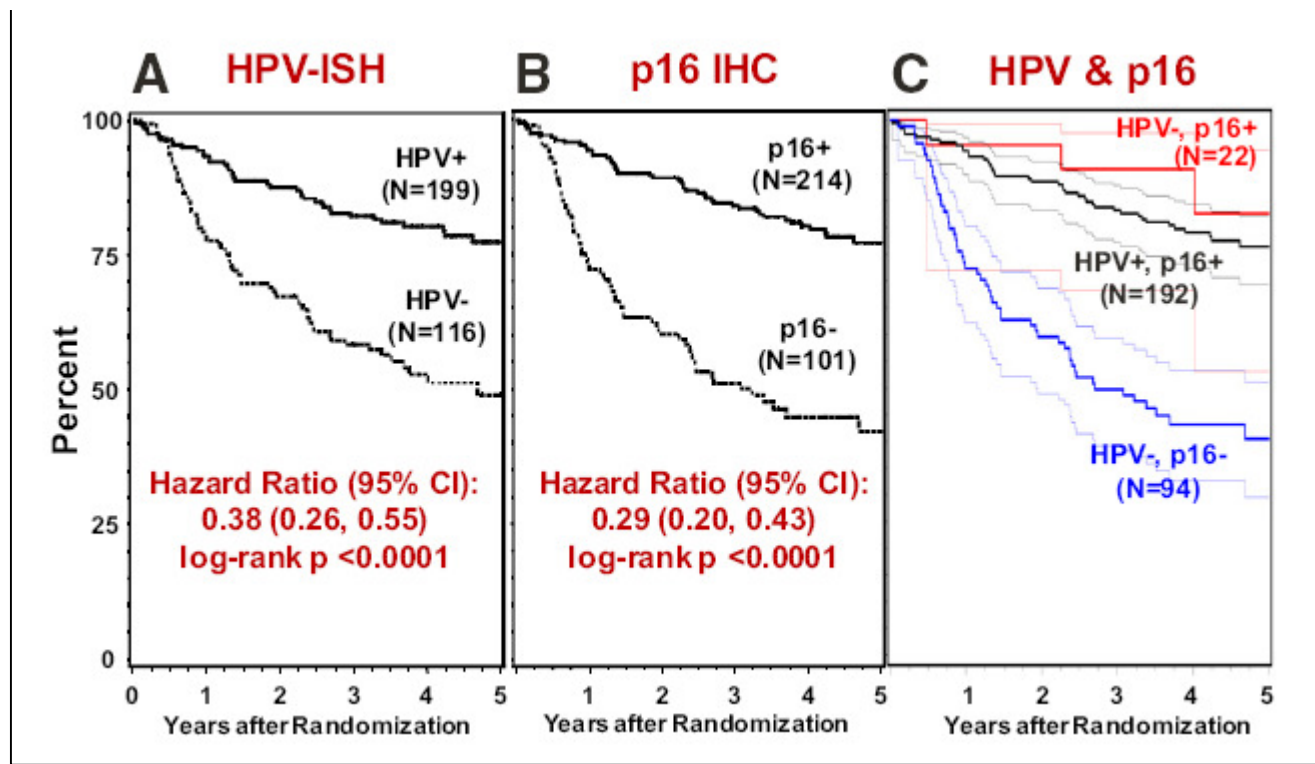 A HPV-ISH
B p16 IHC
C HPV & p16
Percent
100
75
50
25
0
HPV+
(N=199)
HPV-
(N=116)
Hazard Ratio (95% CI):
0.38 (0.26, 0.55)
log-rank p <0.0001
0 1 2 3 4 5
Years after Randomization
p16+
(N=214)
p16-
(N=101)
Hazard Ratio (95% CI):
0.29 (0.20, 0.43)
log-rank p <0.0001
1 2 3 4 5
Years after Randomization
HPV-, p16+
(N=22)
HPV+, p16+
(N=192)
HPV-, p16-
(N=94)
1 2 3 4 5
Years after Randomization